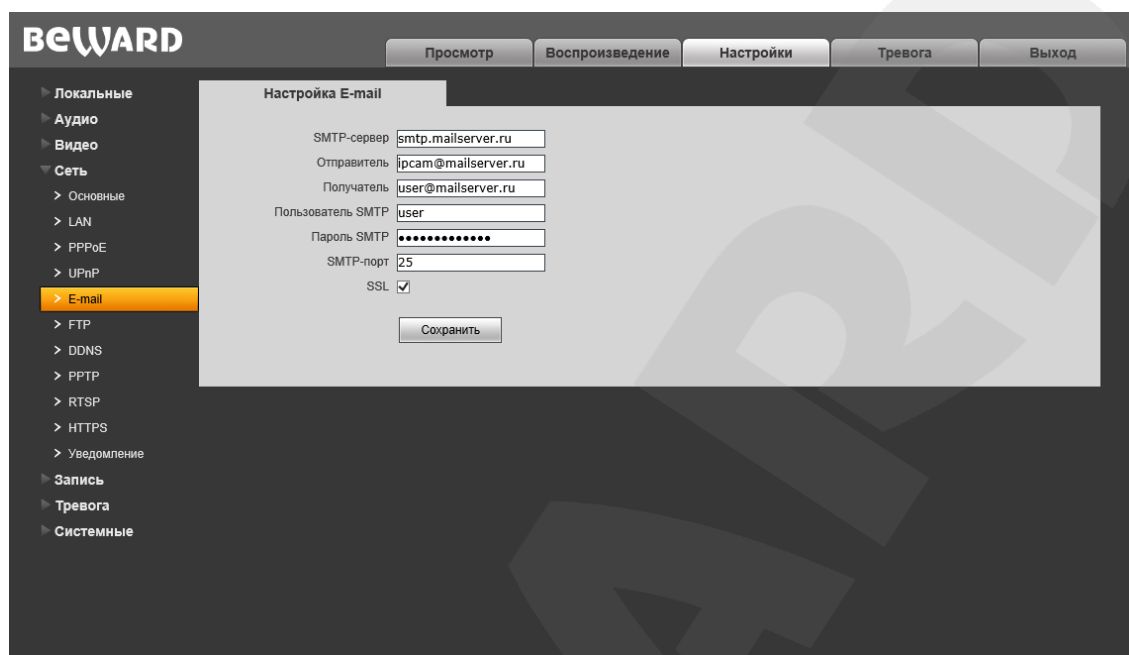 BEWARD
Просмотр
Воспроизведение
Настройки
Тревога
Выход
Локальные
Аудио
Видео
Сеть
> Основные
> LAN
> PPPoE
> UPnP
> E-mail
> FTP
> DDNS
> PPTP
> RTSP
> HTTPS
> Уведомление
Запись
Тревога
Системные
Настройка E-mail
SMTP-сервер smtp.mailserver.ru
Отправитель ipcam@mailserver.ru
Получатель user@mailserver.ru
Пользователь SMTP user
Пароль SMTP •••••••••••••
SMTP-порт 25
SSL
Сохранить